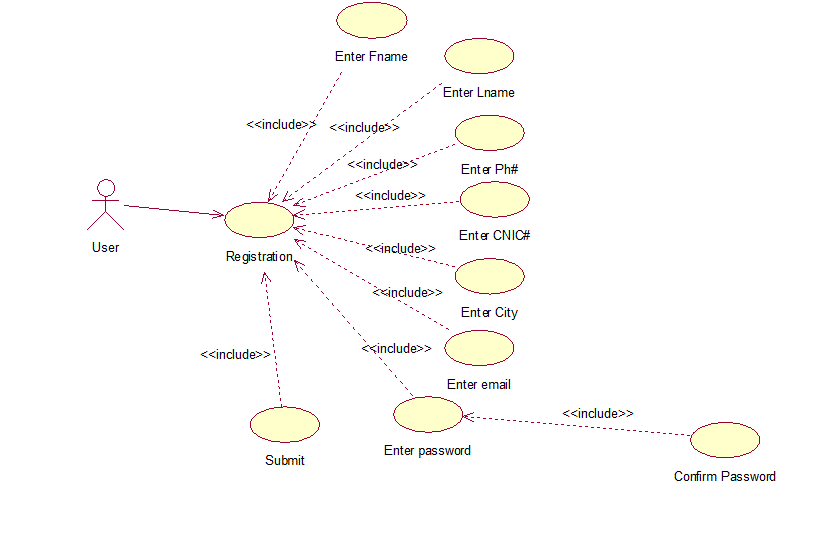 Enter Fname
Enter Lname
<<include>>
<<include>>
<<include>>
Enter Ph#
<<include>>
Enter CNIC#
User
Registration
<<include>>
Enter City
<<include>>
<<include>>
<<include>>
Enter email
<<include>>
Enter password
Submit
Confirm Password